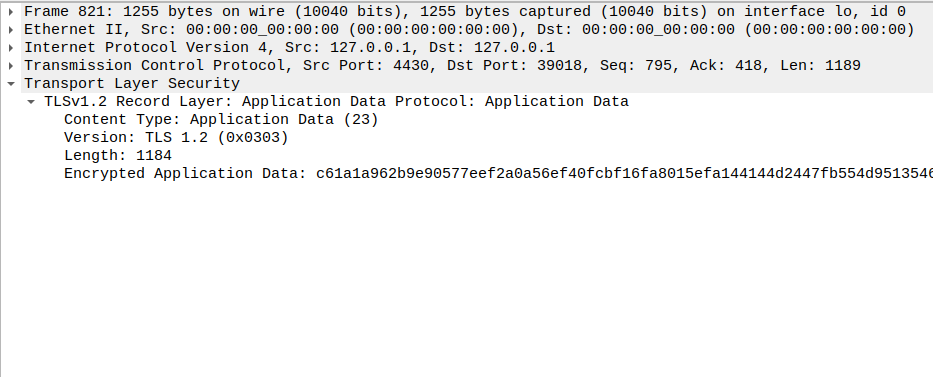 Frame 821: 1255 bytes on wire (10040 bits), 1255 bytes captured (10040 bits) on interface lo, id 0
Ethernet II, Src: 00:00:00_00:00:00 (00:00:00:00:00:00), Dst: 00:00:00_00:00:00 (00:00:00:00:00:00)
Internet Protocol Version 4, Src: 127.0.0.1, Dst: 127.0.0.1
Transmission Control Protocol, Src Port: 4430, Dst Port: 39018, Seq: 795, Ack: 418, Len: 1189
Transport Layer Security
TLSv1.2 Record Layer: Application Data Protocol: Application Data
Content Type: Application Data (23)
Version: TLS 1.2 (0x0303)
Length: 1184
Encrypted Application Data: c61a1a962b9e90577eef2a0a56ef40fcbf16fa8015efa144144d2447fb554d9513546